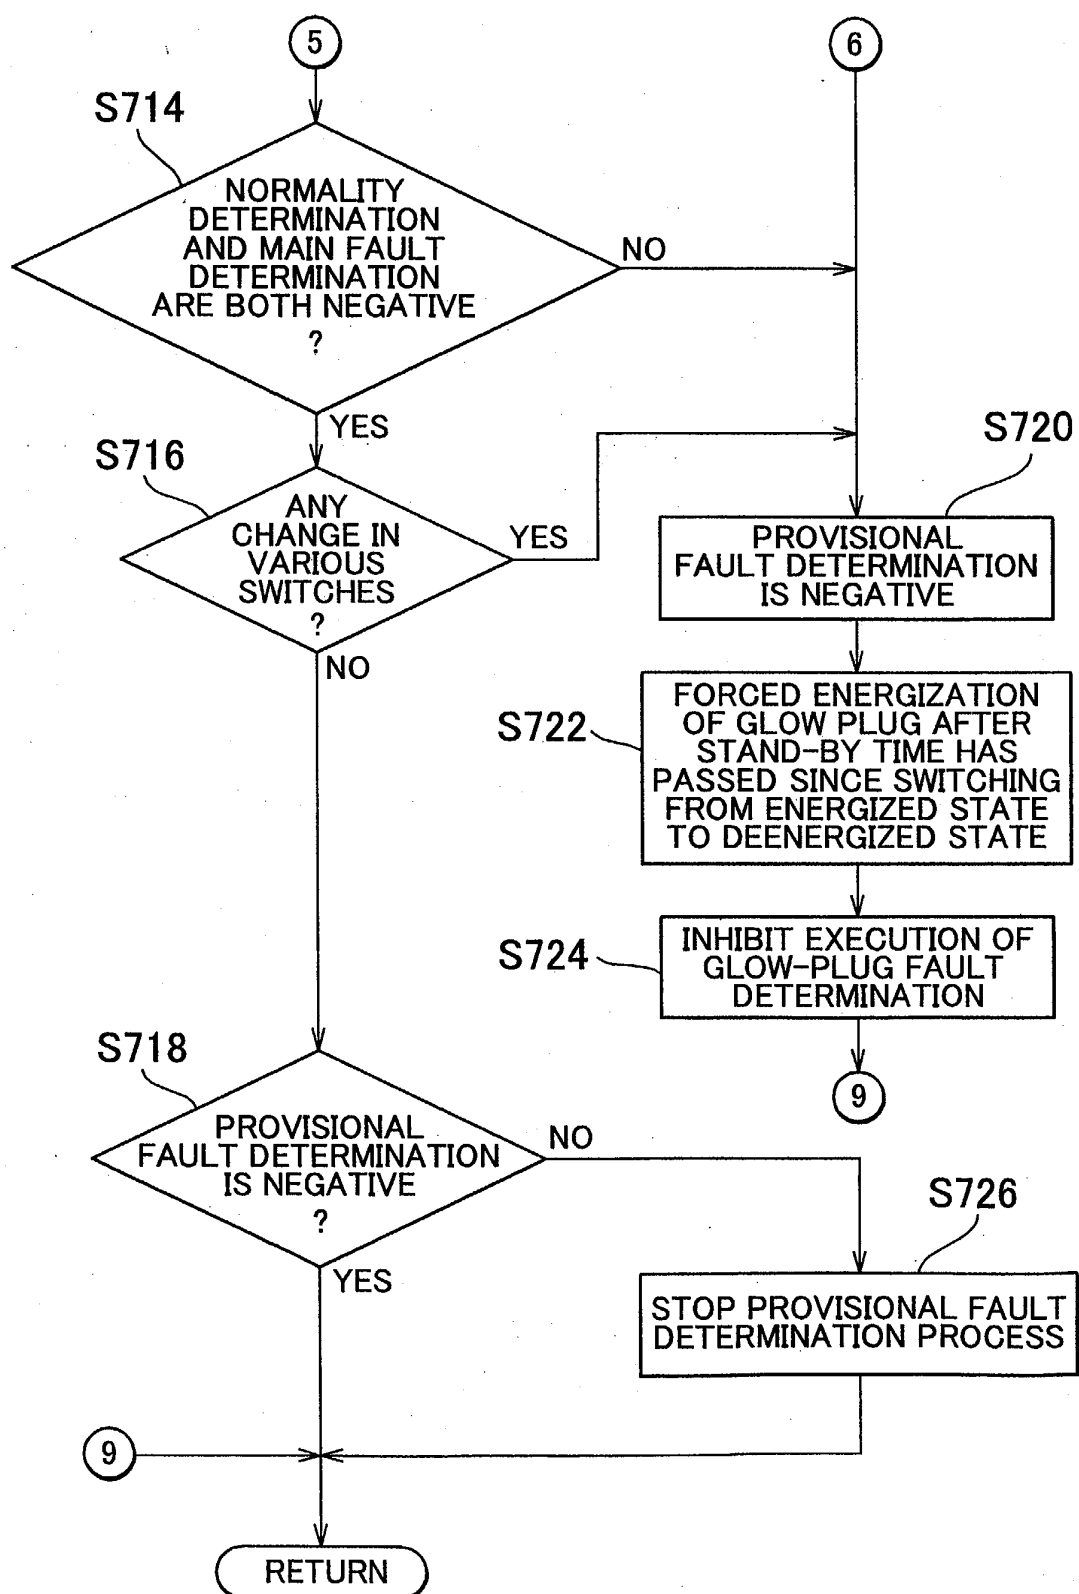 5
6
S714
NORMALITY
DETERMINATION
AND MAIN FAULT
DETERMINATION
ARE BOTH NEGATIVE
?
NO
YES
S716
ANY
CHANGE IN
VARIOUS
SWITCHES
?
YES
NO
S720
PROVISIONAL
FAULT DETERMINATION
IS NEGATIVE
S722
FORCED ENERGIZATION
OF GLOW PLUG AFTER
STAND-BY TIME HAS
PASSED SINCE SWITCHING
FROM ENERGIZED STATE
TO DEENERGIZED STATE
S724
INHIBIT EXECUTION OF
GLOW-PLUG FAULT
DETERMINATION
9
S718
PROVISIONAL
FAULT DETERMINATION
IS NEGATIVE
?
NO
YES
S726
STOP PROVISIONAL FAULT
DETERMINATION PROCESS
9
RETURN